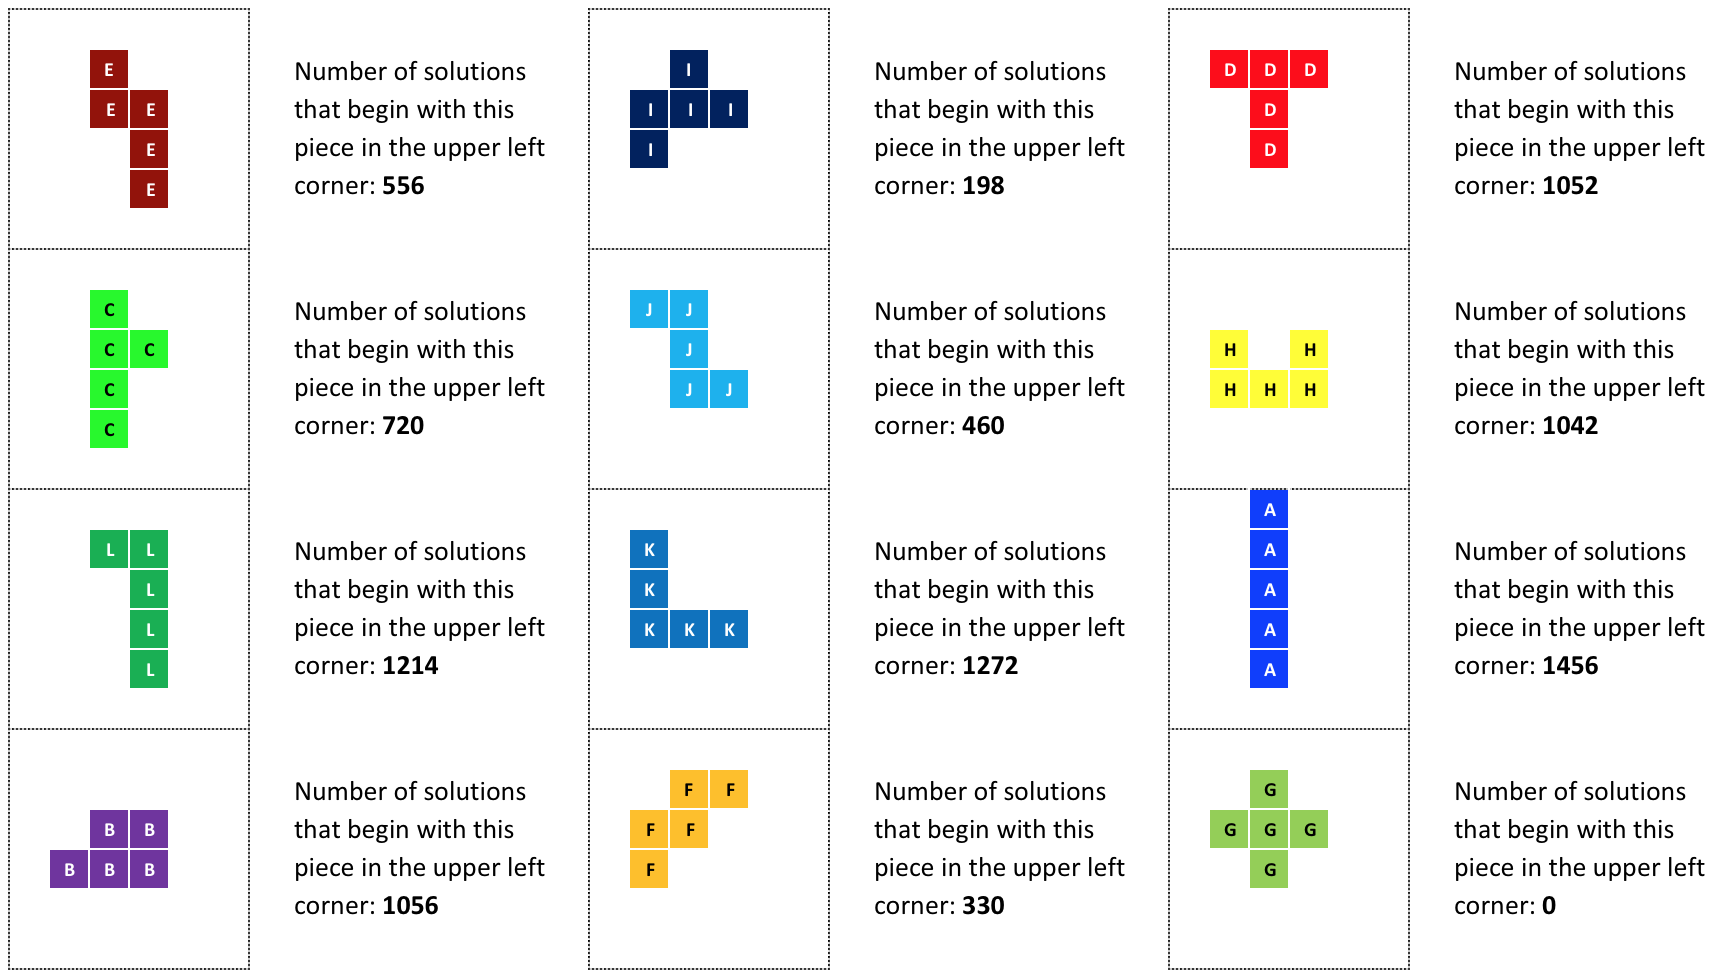 E
E E
E
E
Number of solutions
that begin with this
piece in the upper left
corner: 556
I
I I I
I
Number of solutions
that begin with this
piece in the upper left
corner: 198
D D D
D
D
Number of solutions
that begin with this
piece in the upper left
corner: 1052
C
C C
C
C
Number of solutions
that begin with this
piece in the upper left
corner: 720
J J
J
J J
Number of solutions
that begin with this
piece in the upper left
corner: 460
H H
H H H
Number of solutions
that begin with this
piece in the upper left
corner: 1042
L L
L
L
L
Number of solutions
that begin with this
piece in the upper left
corner: 1214
K
K
K K K
Number of solutions
that begin with this
piece in the upper left
corner: 1272
A
A
A
A
A
Number of solutions
that begin with this
piece in the upper left
corner: 1456
B B
B B B
Number of solutions
that begin with this
piece in the upper left
corner: 1056
F F
F F
F
Number of solutions
that begin with this
piece in the upper left
corner: 330
G
G G G
G
Number of solutions
that begin with this
piece in the upper left
corner: 0